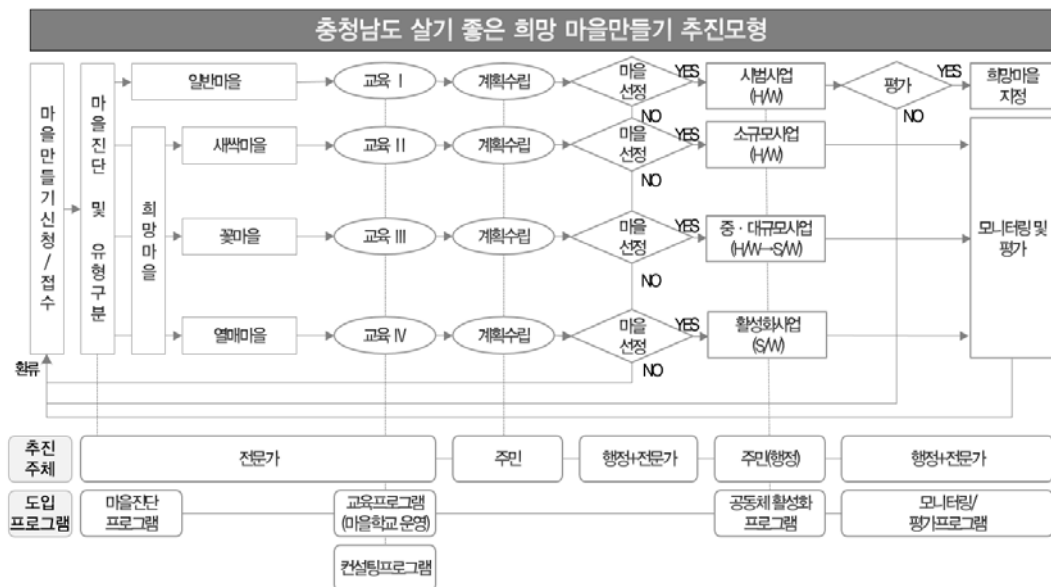 충청남도 살기 좋은 희망 마을만들기 추진모형
마을만들기신청/접수
마을진단 및 유형구분
희망마을
일반마을
교육 Ⅰ
계획수립
마을
선정
YES
NO
시범사업
(H/W)
평가
YES
NO
희망마을
지정
새싹마을
교육 Ⅱ
계획수립
마을
선정
YES
NO
소규모사업
(H/W)
꽃마을
교육 Ⅲ
계획수립
마을
선정
YES
NO
중·대규모사업
(H/W→S/W)
모니터링 및
평가
열매마을
교육 Ⅳ
계획수립
마을
선정
YES
NO
활성화사업
(S/W)
환류
추진
주체
전문가
주민
행정+전문가
주민(행정)
행정+전문가
도입
프로그램
마을진단
프로그램
교육프로그램
(마을학교 운영)
공동체 활성화
프로그램
모니터링/
평가프로그램
컨설팅프로그램